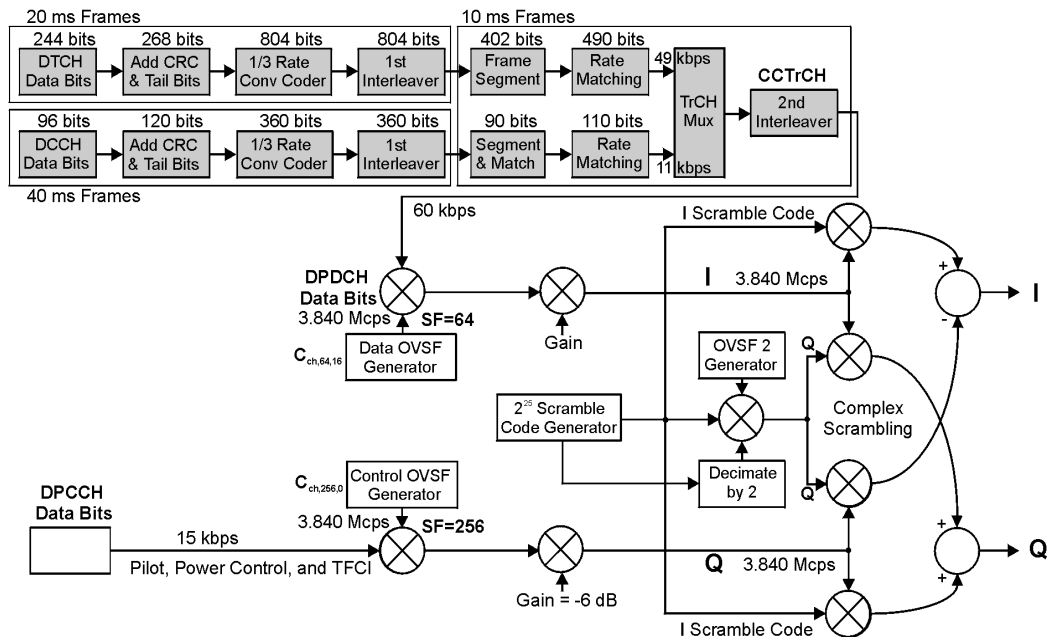 20 ms Frames
10 ms Frames
244 bits
268 bits
804 bits
804 bits
402 bits
490 bits
DTCH
Data Bits
Add CRC
& Tail Bits
1/3 Rate
Conv Coder
1st
Interleaver
Frame
Segment
Rate
Matching
49 kbps
TrCH
Mux
CCTrCH
2nd
Interleaver
96 bits
120 bits
360 bits
360 bits
90 bits
110 bits
DCCH
Data Bits
Add CRC
& Tail Bits
1/3 Rate
Conv Coder
1st
Interleaver
Segment
& Match
Rate
Matching
11 kbps
40 ms Frames
60 kbps
I Scramble Code
DPDCH
Data Bits
3.840 Mcps
SF=64
I
3.840 Mcps
+
-
I
Gain
C ch,64,16
Data OVSF
Generator
OVSF 2
Generator
Q
2^25 Scramble
Code Generator
Complex
Scrambling
Decimate
by 2
Q
C ch,256,0
Control OVSF
Generator
DPCCH
Data Bits
3.840 Mcps
SF=256
15 kbps
Pilot, Power Control, and TFCI
Q
3.840 Mcps
+
+
Q
Gain = -6 dB
I Scramble Code